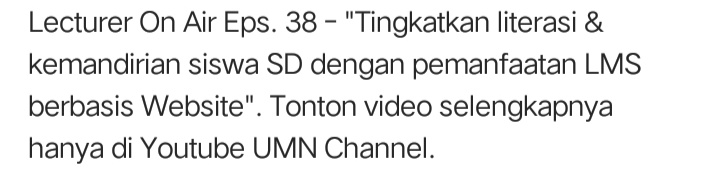 Lecturer On Air Eps. 38 - "Tingkatkan literasi &
kemandirian siswa SD dengan pemanfaatan LMS
berbasis Website". Tonton video selengkapnya
hanya di Youtube UMN Channel.